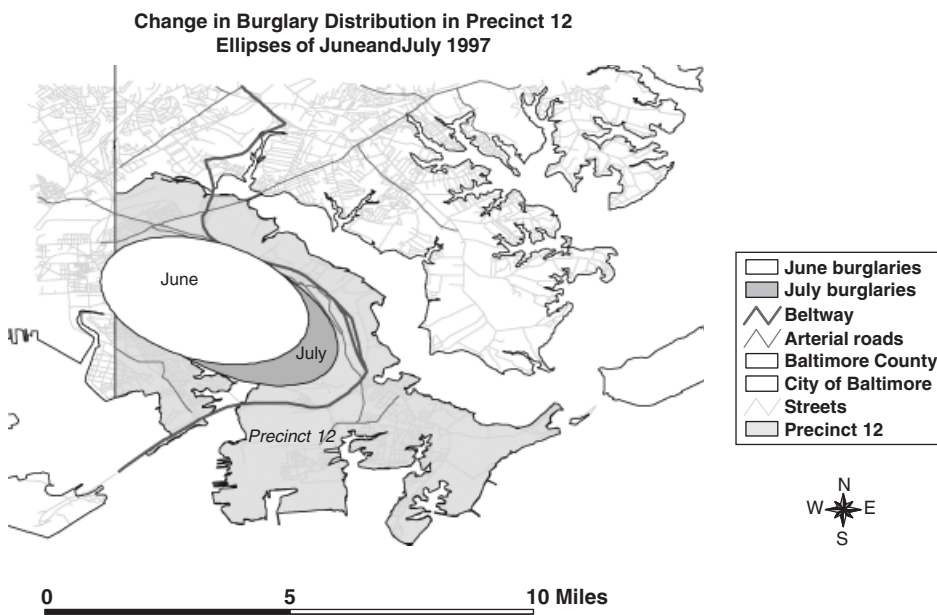 Change in Burglary Distribution in Precinct 12
Ellipses of JuneandJuly 1997
June
July
Precinct 12
June burglaries
July burglaries
Beltway
Arterial roads
Baltimore County
City of Baltimore
Streets
Precinct 12
N
W E
S
0 5 10 Miles